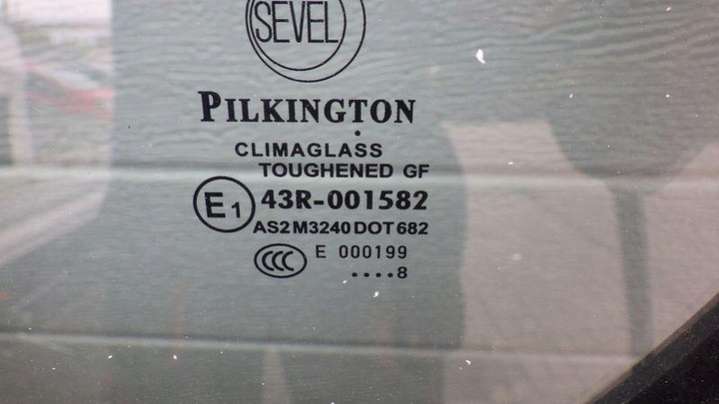 SEVEL
PILKINGTON
CLIMAGLASS
TOUGHENED GF
E1 43R-001582
AS2 M3240 DOT 682
CCC E 000199
....8